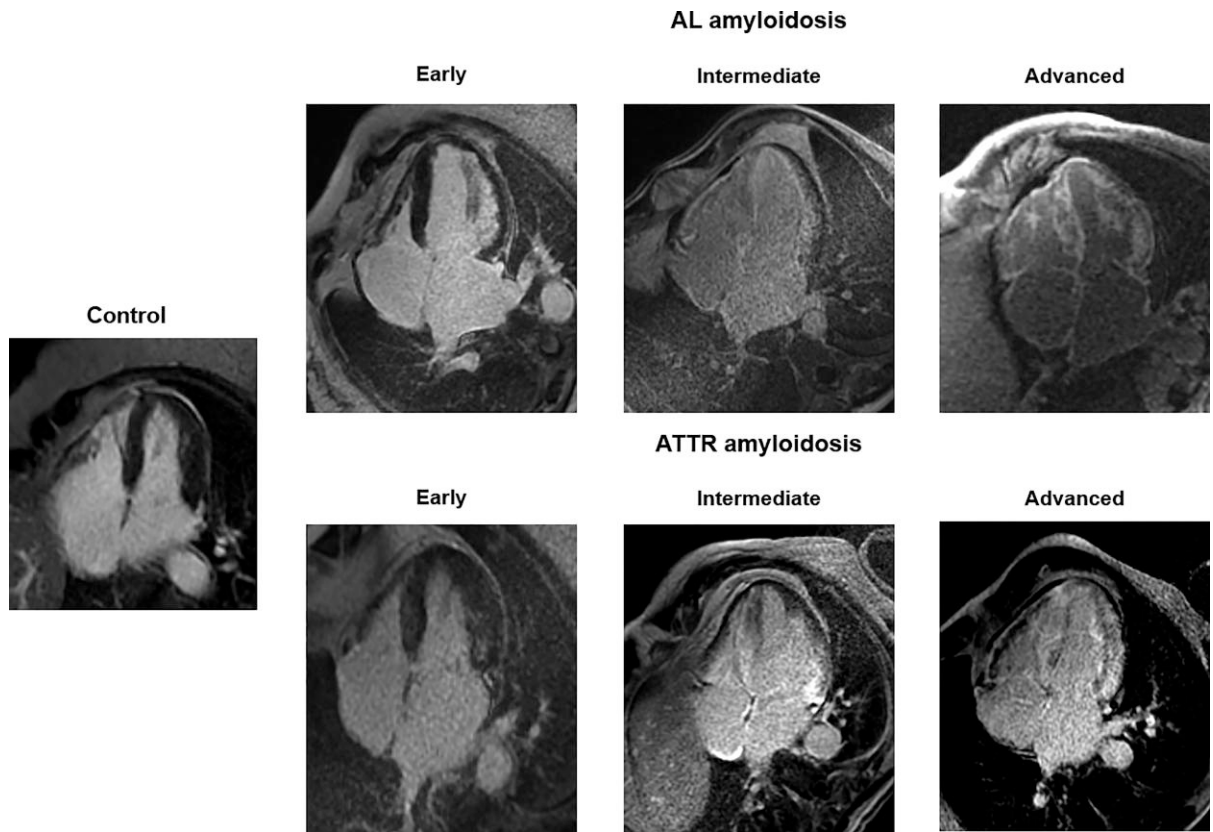 AL amyloidosis
Early Intermediate Advanced
Control
ATTR amyloidosis
Early Intermediate Advanced